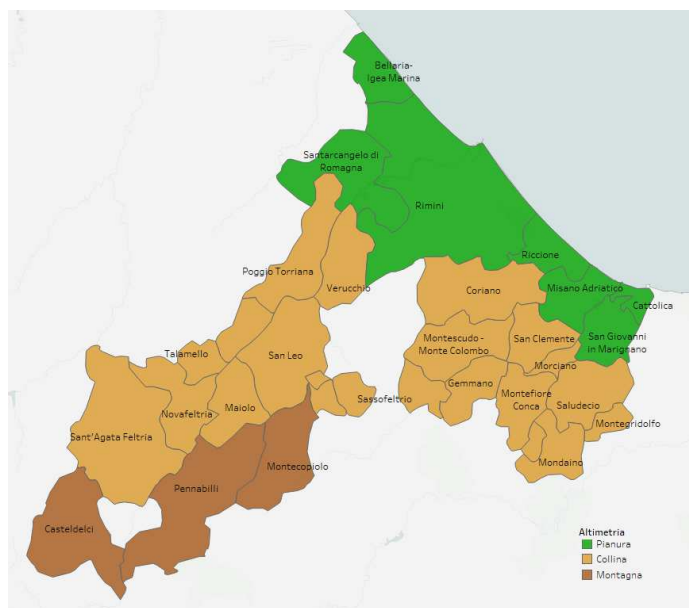 Bellaria-
Igea Marina
Santarcangelo di
Romagna
Rimini
Riccione
Poggio Torriana
Verucchio
Coriano
Misano Adriatico
Cattolica
San Giovanni
in Marignano
Montescudo -
Monte Colombo
San Clemente
Talamello
San Leo
Morciano
Gemmano
Sassofeltrio
Montefiore
Conca
Saludecio
Novafeltria
Maiolo
Montegridolfo
Sant'Agata Feltria
Mondaino
Montecopiolo
Pennabilli
Casteldelci
Altimetria
Pianura
Collina
Montagna